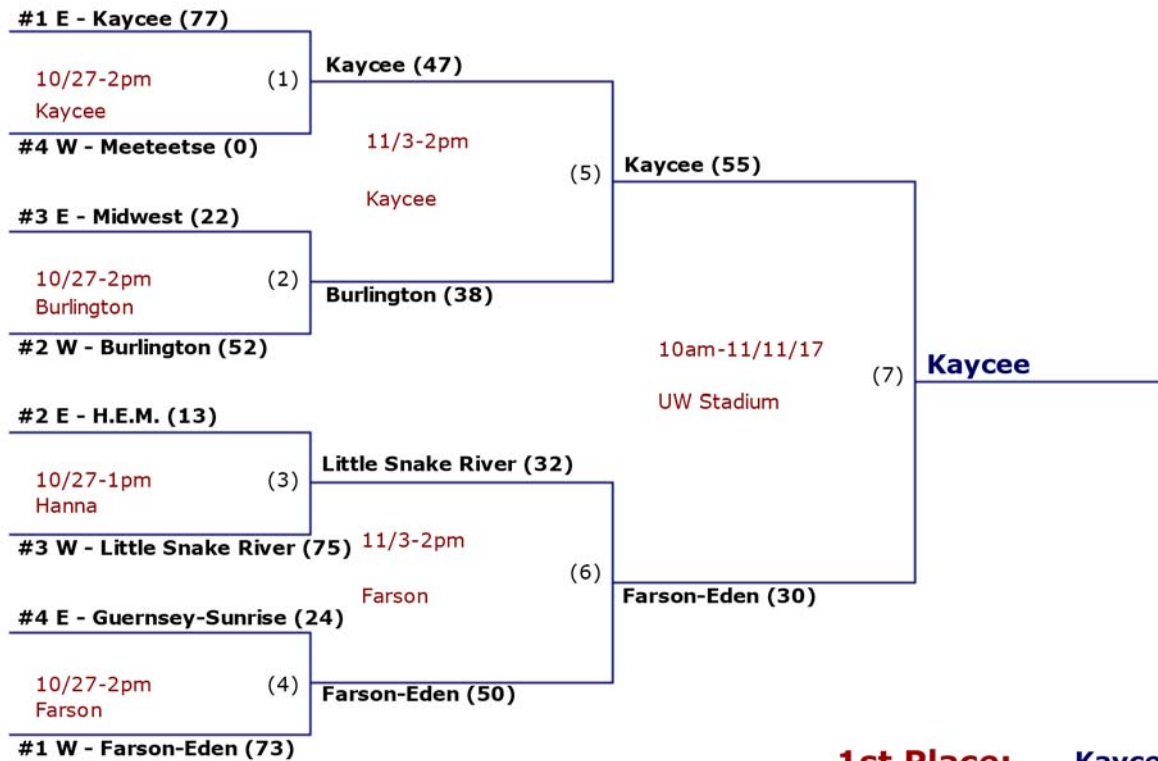 #1 E - Kaycee (77)
10/27-2pm
(1)
Kaycee
#4 W - Meeteetse (0)
Kaycee (47)
11/3-2pm
(5)
Kaycee
#3 E - Midwest (22)
10/27-2pm
(2)
Burlington
#2 W - Burlington (52)
Burlington (38)
Kaycee (55)
10am-11/11/17
(7)
UW Stadium
Kaycee
#2 E - H.E.M. (13)
10/27-1pm
(3)
Hanna
#3 W - Little Snake River (75)
Little Snake River (32)
11/3-2pm
(6)
Farson
#4 E - Guernsey-Sunrise (24)
10/27-2pm
(4)
Farson
#1 W - Farson-Eden (73)
Farson-Eden (50)
Farson-Eden (30)
1st Place: